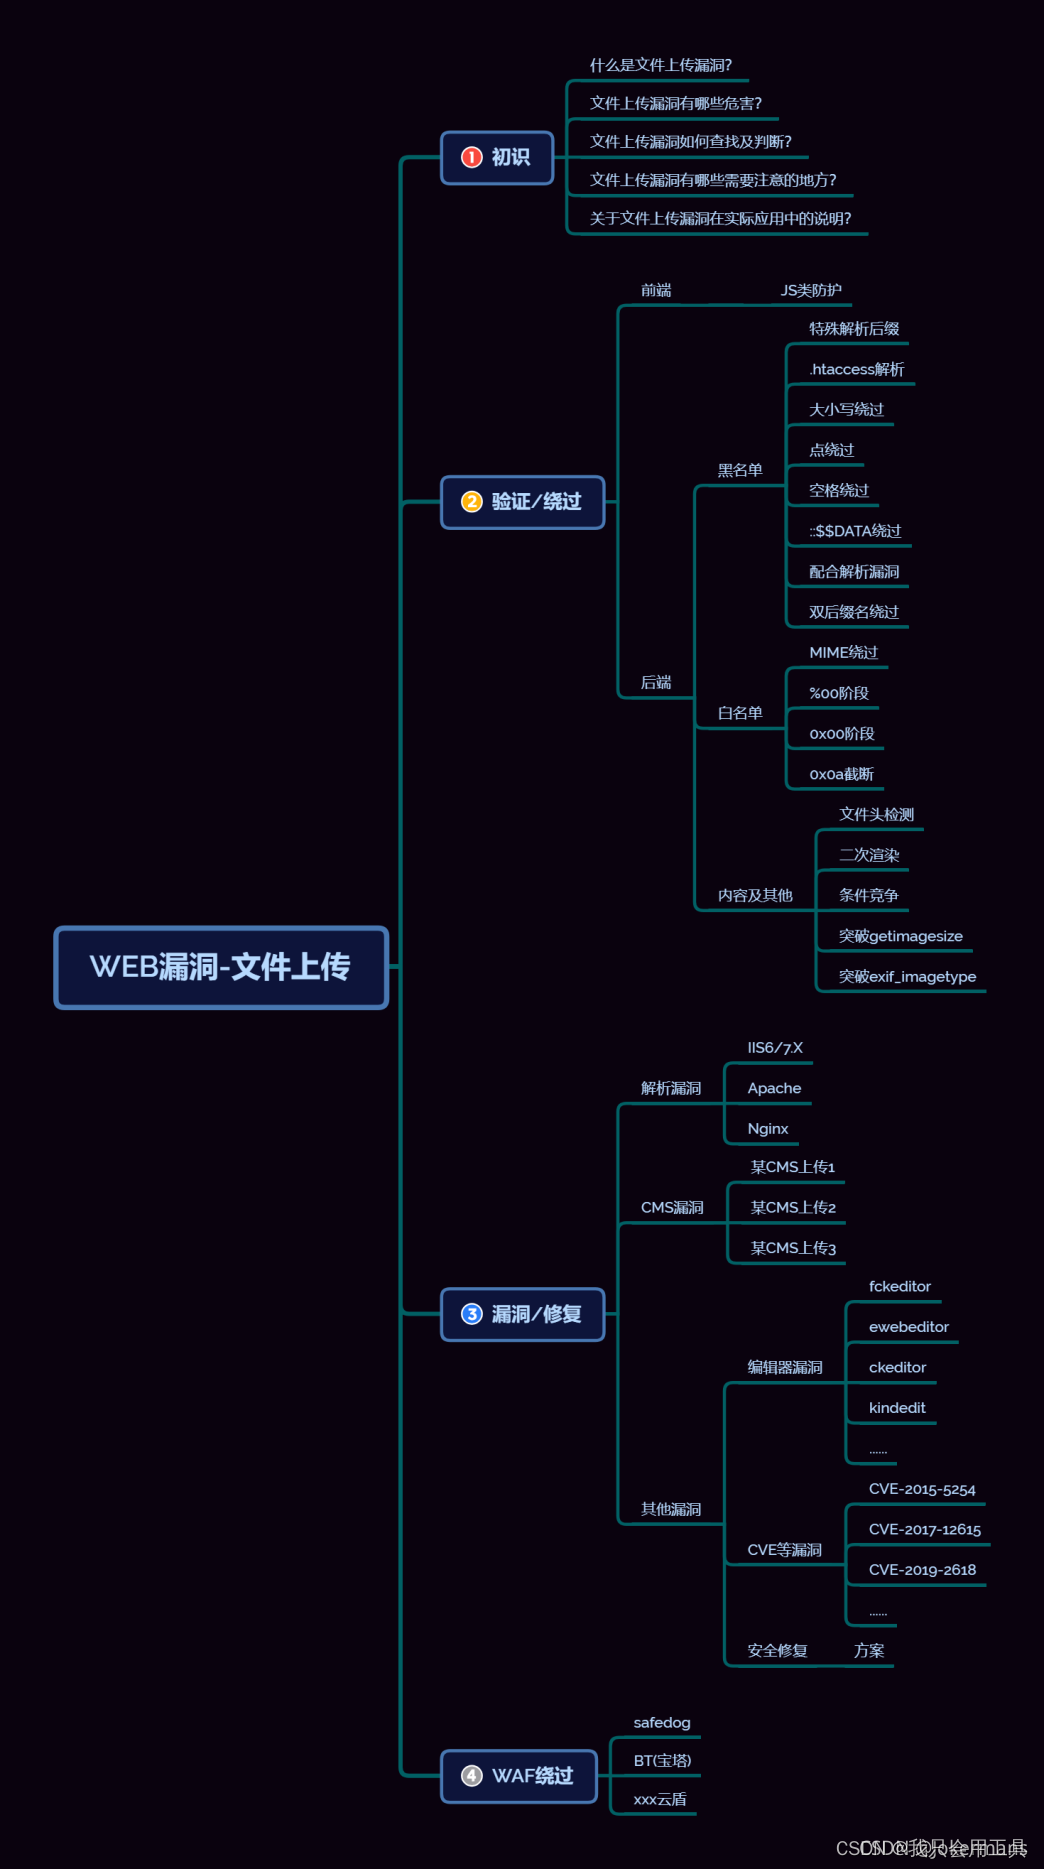 什么是文件上传漏洞?
文件上传漏洞有哪些危害?
文件上传漏洞如何查找及判断?
文件上传漏洞有哪些需要注意的地方?
关于文件上传漏洞在实际应用中的说明?
1 初识
前端
JS类防护
特殊解析后缀
.htaccess解析
大小写绕过
点绕过
空格绕过
::$$DATA绕过
配合解析漏洞
双后缀名绕过
黑名单
2 验证/绕过
后端
MIME绕过
%00阶段
0x00阶段
0x0a截断
白名单
文件头检测
二次渲染
条件竞争
突破getimagesize
突破exif_imagetype
内容及其他
WEB漏洞-文件上传
IIS6/7.X
Apache
Nginx
解析漏洞
某CMS上传1
某CMS上传2
某CMS上传3
CMS漏洞
3 漏洞/修复
fckeditor
ewebeditor
ckeditor
kindedit
......
编辑器漏洞
其他漏洞
CVE-2015-5254
CVE-2017-12615
CVE-2019-2618
......
CVE等漏洞
安全修复
方案
safedog
BT(宝塔)
xxx云盾
4 WAF绕过